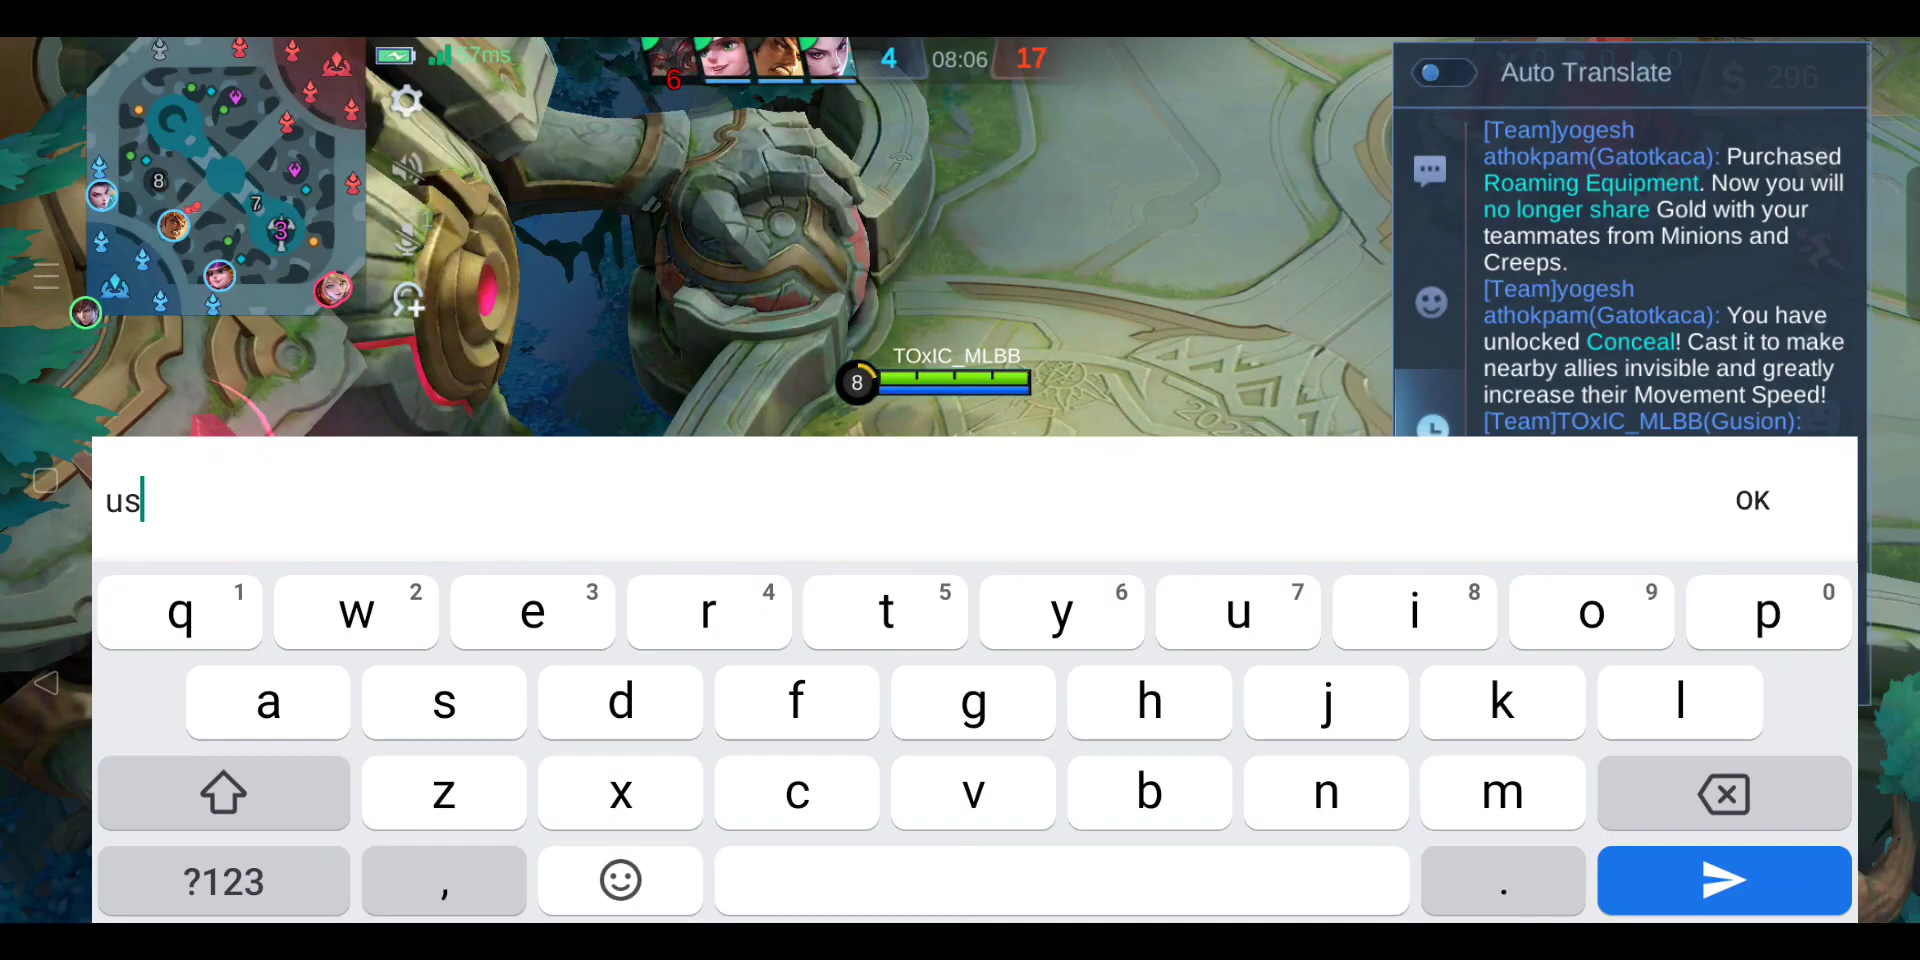 57ms
6
4 08:06 17
Auto Translate
296
[Team]yogesh
athokpam(Gatotkaca): Purchased
Roaming Equipment. Now you will
no longer share Gold with your
teammates from Minions and
Creeps.
[Team]yogesh
athokpam(Gatotkaca): You have
unlocked Conceal! Cast it to make
nearby allies invisible and greatly
increase their Movement Speed!
[Team]TOxIC_MLBB(Gusion):
8
7
3
1
TOxIC_MLBB
8
us
OK
q 1 w 2 e 3 r 4 t 5 y 6 u 7 i 8 o 9 p 0
a s d f g h j k l
z x c v b n m
?123 , .